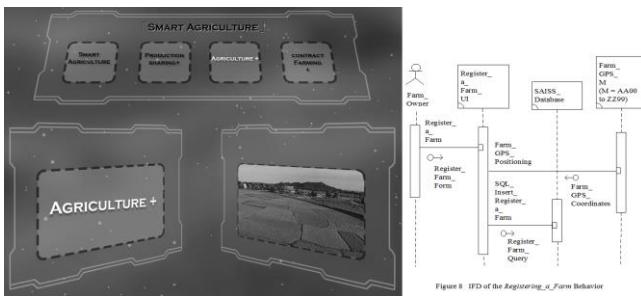 SMART AGRICULTURE +
SMART
AGRICULTURE
PRODUCTION
SHARING+
AGRICULTURE +
CONTRACT
FARMING
+
AGRICULTURE +
Farm_
Owner
Register_
a_
Farm_
UI
SAISS_
Database
Farm_
GPS_
M
(M = AA00
to ZZ99)
Register_
a_
Farm
Register_
Farm_
Form
Farm_
GPS_
Positioning
Farm_
GPS_
Coordinates
SQL_
Insert_
Register_
a_
Farm
Register_
Farm_
Query
Figure 8 IFD of the Registering_a_Farm Behavior